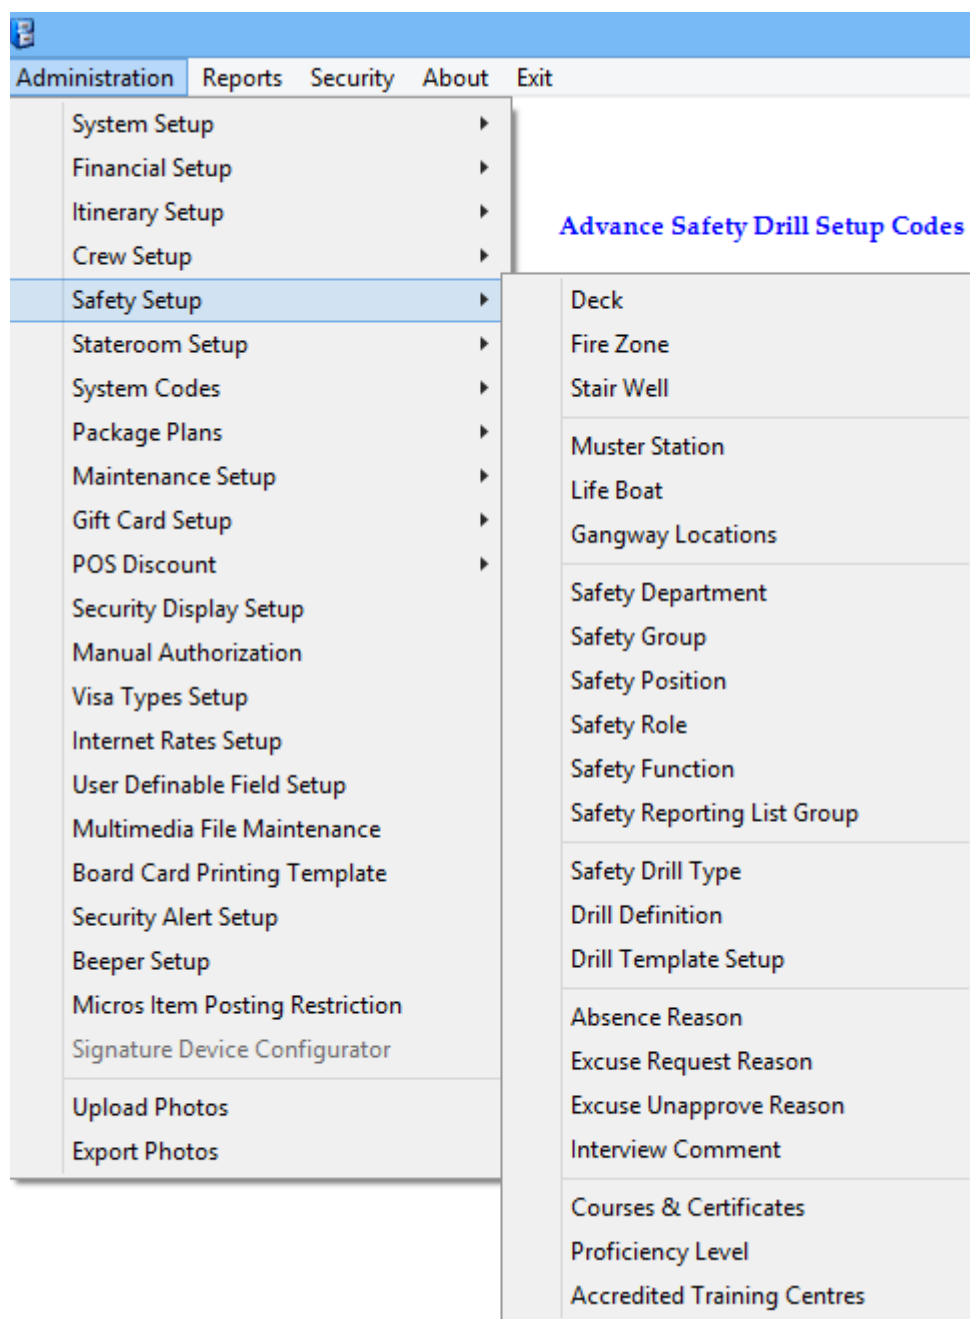 Administration Reports Security About Exit
System Setup
Financial Setup
Itinerary Setup
Crew Setup
Safety Setup
Stateroom Setup
System Codes
Package Plans
Maintenance Setup
Gift Card Setup
POS Discount
Security Display Setup
Manual Authorization
Visa Types Setup
Internet Rates Setup
User Definable Field Setup
Multimedia File Maintenance
Board Card Printing Template
Security Alert Setup
Beeper Setup
Micros Item Posting Restriction
Signature Device Configurator
Upload Photos
Export Photos
Advance Safety Drill Setup Codes
Deck
Fire Zone
Stair Well
Muster Station
Life Boat
Gangway Locations
Safety Department
Safety Group
Safety Position
Safety Role
Safety Function
Safety Reporting List Group
Safety Drill Type
Drill Definition
Drill Template Setup
Absence Reason
Excuse Request Reason
Excuse Unapprove Reason
Interview Comment
Courses & Certificates
Proficiency Level
Accredited Training Centres